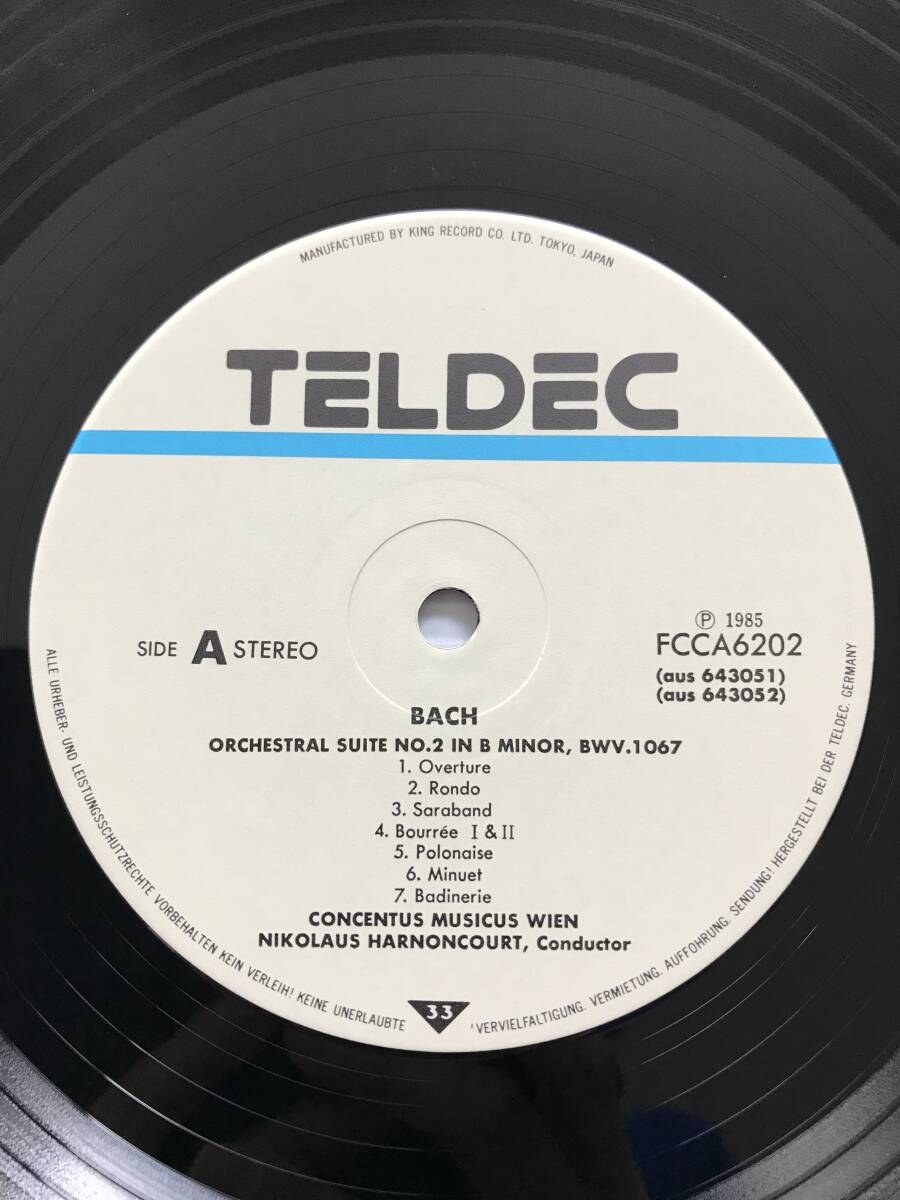 MANUFACTURED BY KING RECORD CO. LTD. TOKYO, JAPAN
TELDEC
SIDE A STEREO
Ⓟ 1985
FCCA6202
(aus 643051)
(aus 643052)
BACH
ORCHESTRAL SUITE NO.2 IN B MINOR, BWV.1067
1. Overture
2. Rondo
3. Saraband
4. Bourrée I & II
5. Polonaise
6. Minuet
7. Badinerie
CONCENTUS MUSICUS WIEN
NIKOLAUS HARNONCOURT, Conductor
33
ALLE URHEBER- UND LEISTUNGSSCHUTZRECHTE VORBEHALTEN KEIN VERLEIH! KEINE UNERLAUBTE
'VERVIELFALTIGUNG. VERMIETUNG. AUFFOHRUNG. SENDUNG! HERGESTELLT BEI DER TELDEC. GERMANY